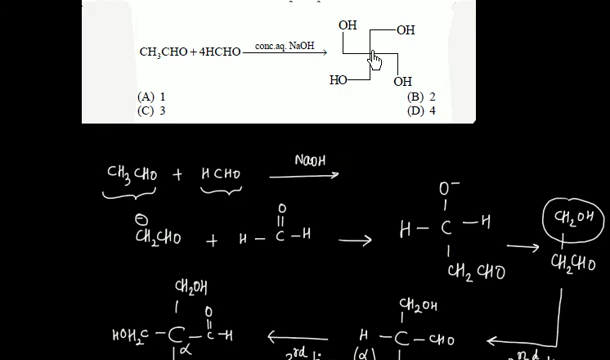 OH
OH
CH₃CHO + 4HCHO conc.aq. NaOH
HO
OH
(A) 1 (B) 2
(C) 3 (D) 4
CH₃CHO + HCHO NaOH
⊖ O O⁻ CH₂OH
CH₂CHO + H – C – H H – C – H CH₂CHO
CH₂CHO
CH₂OH CH₂OH
O
HOH₂C – C – C – H H – C – CHO
α (α)